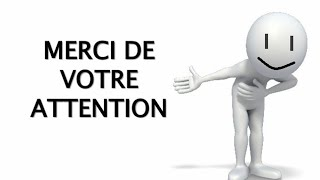 MERCI DE
VOTRE
ATTENTION